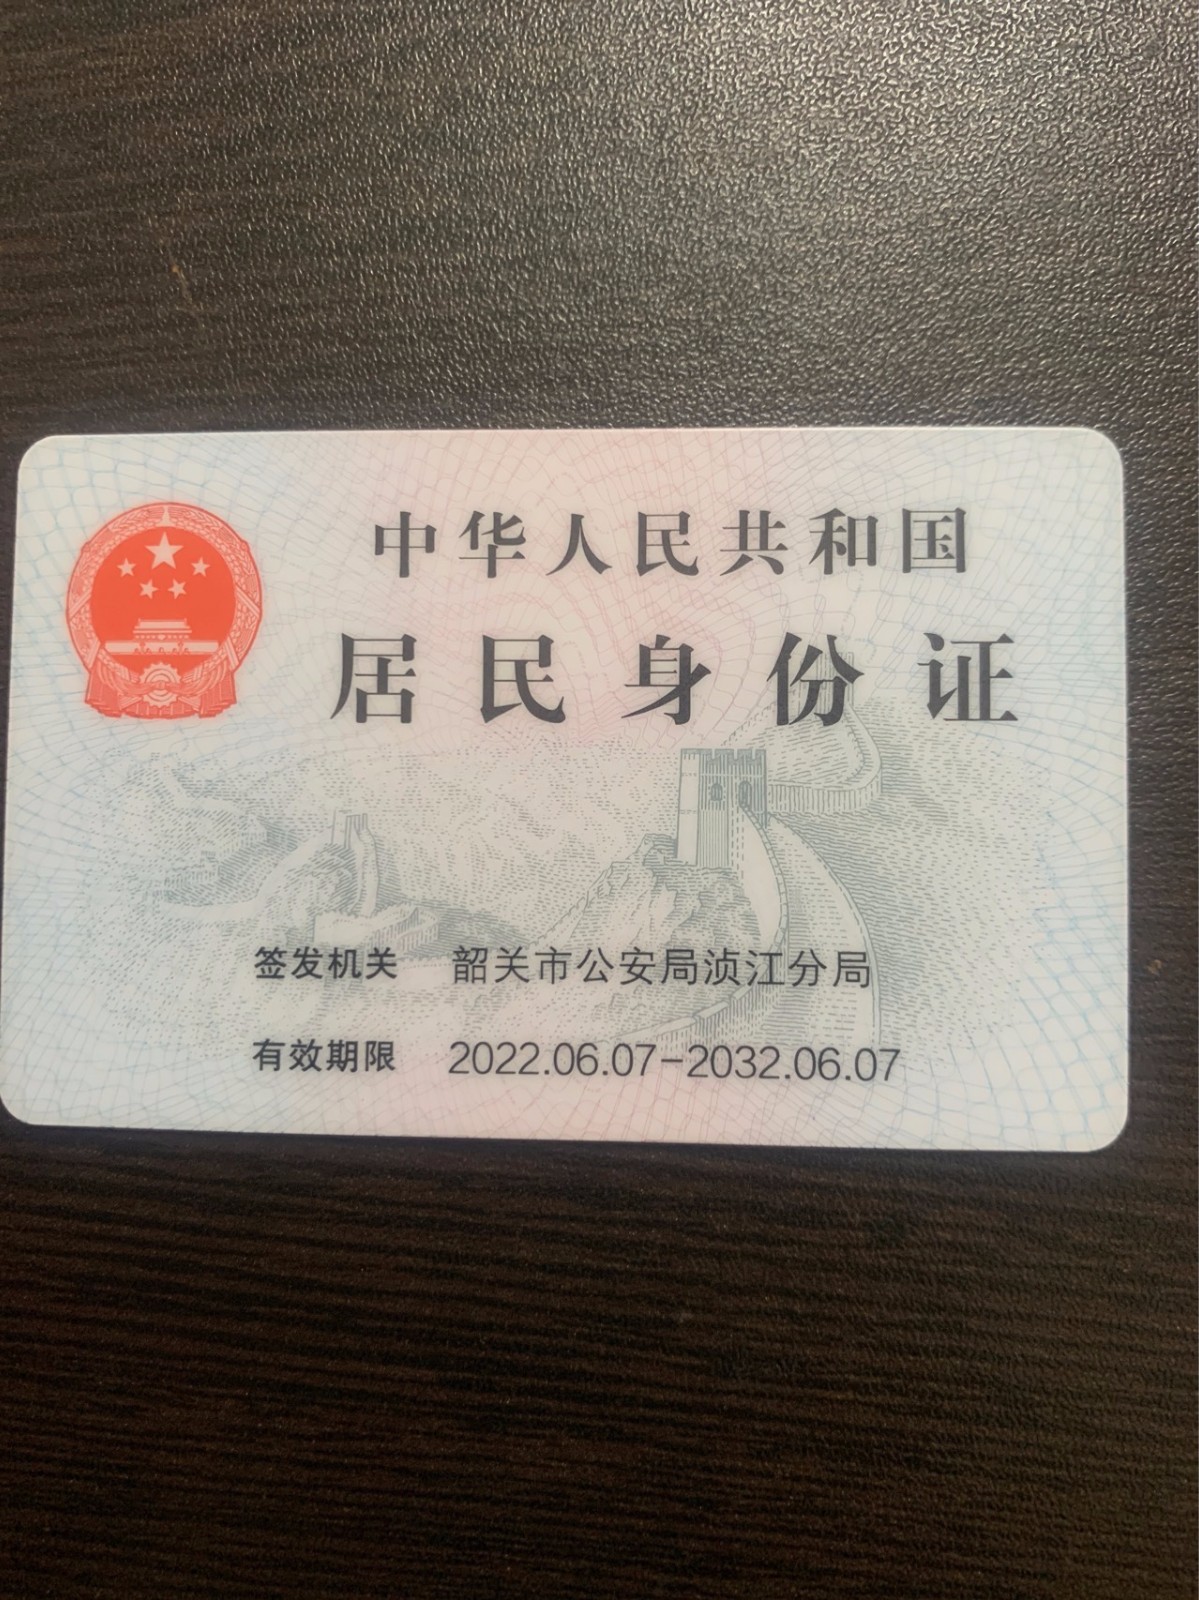 中华人民共和国
居民身份证
签发机关 韶关市公安局浈江分局
有效期限 2022.06.07-2032.06.07